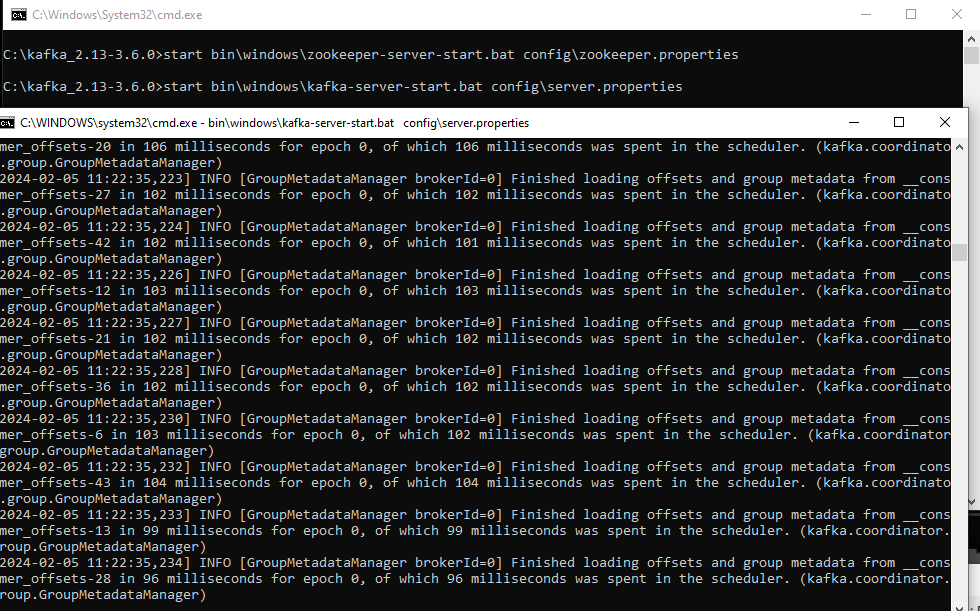 C:\Windows\System32\cmd.exe
C:\kafka_2.13-3.6.0>start bin\windows\zookeeper-server-start.bat config\zookeeper.properties
C:\kafka_2.13-3.6.0>start bin\windows\kafka-server-start.bat config\server.properties
C:\WINDOWS\system32\cmd.exe - bin\windows\kafka-server-start.bat  config\server.properties
mer_offsets-20 in 106 milliseconds for epoch 0, of which 106 milliseconds was spent in the scheduler. (kafka.coordinato
.group.GroupMetadataManager)
2024-02-05 11:22:35,223] INFO [GroupMetadataManager brokerId=0] Finished loading offsets and group metadata from __cons
mer_offsets-27 in 102 milliseconds for epoch 0, of which 102 milliseconds was spent in the scheduler. (kafka.coordinato
.group.GroupMetadataManager)
2024-02-05 11:22:35,224] INFO [GroupMetadataManager brokerId=0] Finished loading offsets and group metadata from __cons
mer_offsets-42 in 102 milliseconds for epoch 0, of which 101 milliseconds was spent in the scheduler. (kafka.coordinato
.group.GroupMetadataManager)
2024-02-05 11:22:35,226] INFO [GroupMetadataManager brokerId=0] Finished loading offsets and group metadata from __cons
mer_offsets-12 in 103 milliseconds for epoch 0, of which 103 milliseconds was spent in the scheduler. (kafka.coordinato
.group.GroupMetadataManager)
2024-02-05 11:22:35,227] INFO [GroupMetadataManager brokerId=0] Finished loading offsets and group metadata from __cons
mer_offsets-21 in 102 milliseconds for epoch 0, of which 102 milliseconds was spent in the scheduler. (kafka.coordinato
.group.GroupMetadataManager)
2024-02-05 11:22:35,228] INFO [GroupMetadataManager brokerId=0] Finished loading offsets and group metadata from __cons
mer_offsets-36 in 102 milliseconds for epoch 0, of which 102 milliseconds was spent in the scheduler. (kafka.coordinato
.group.GroupMetadataManager)
2024-02-05 11:22:35,230] INFO [GroupMetadataManager brokerId=0] Finished loading offsets and group metadata from __cons
mer_offsets-6 in 103 milliseconds for epoch 0, of which 102 milliseconds was spent in the scheduler. (kafka.coordinator
group.GroupMetadataManager)
2024-02-05 11:22:35,232] INFO [GroupMetadataManager brokerId=0] Finished loading offsets and group metadata from __cons
mer_offsets-43 in 104 milliseconds for epoch 0, of which 104 milliseconds was spent in the scheduler. (kafka.coordinato
.group.GroupMetadataManager)
2024-02-05 11:22:35,233] INFO [GroupMetadataManager brokerId=0] Finished loading offsets and group metadata from __cons
mer_offsets-13 in 99 milliseconds for epoch 0, of which 99 milliseconds was spent in the scheduler. (kafka.coordinator.
roup.GroupMetadataManager)
2024-02-05 11:22:35,234] INFO [GroupMetadataManager brokerId=0] Finished loading offsets and group metadata from __cons
mer_offsets-28 in 96 milliseconds for epoch 0, of which 96 milliseconds was spent in the scheduler. (kafka.coordinator.
roup.GroupMetadataManager)